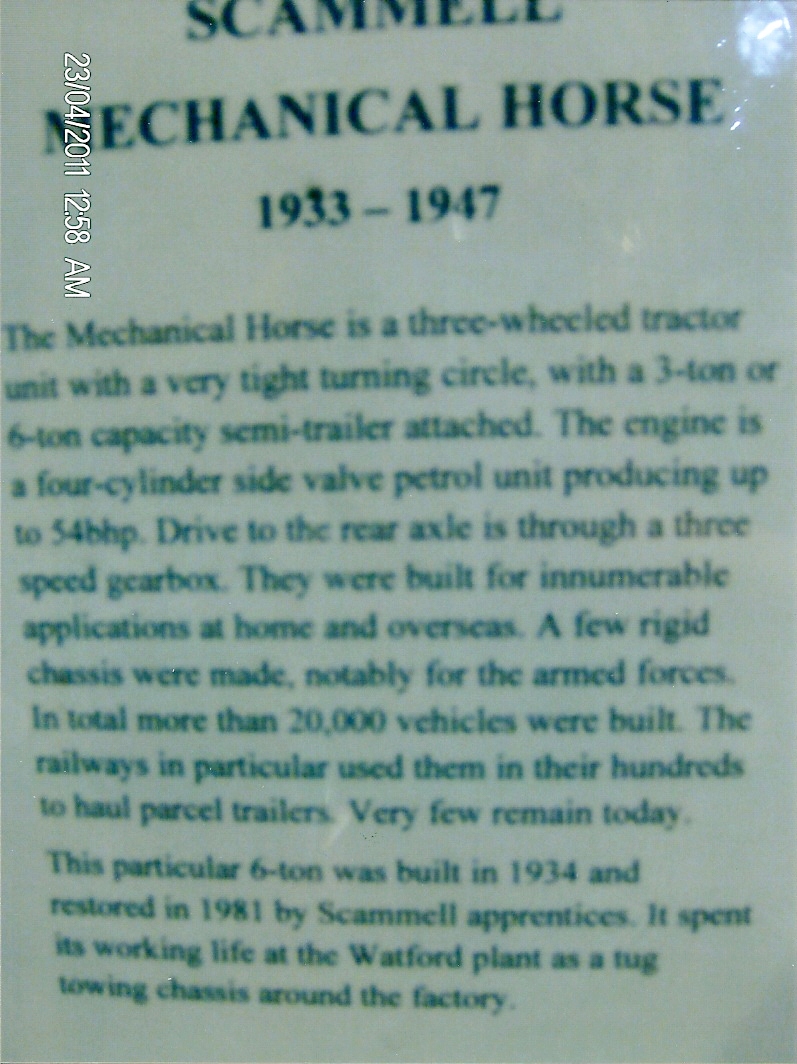 SCAMMELL
MECHANICAL HORSE
1933 – 1947
23/04/2011 12:58 AM
The Mechanical Horse is a three-wheeled tractor
unit with a very tight turning circle, with a 3-ton or
6-ton capacity semi-trailer attached. The engine is
a four-cylinder side valve petrol unit producing up
to 54bhp. Drive to the rear axle is through a three
speed gearbox. They were built for innumerable
applications at home and overseas. A few rigid
chassis were made, notably for the armed forces.
In total more than 20,000 vehicles were built. The
railways in particular used them in their hundreds
to haul parcel trailers. Very few remain today.
This particular 6-ton was built in 1934 and
restored in 1981 by Scammell apprentices. It spent
its working life at the Watford plant as a tug
towing chassis around the factory.